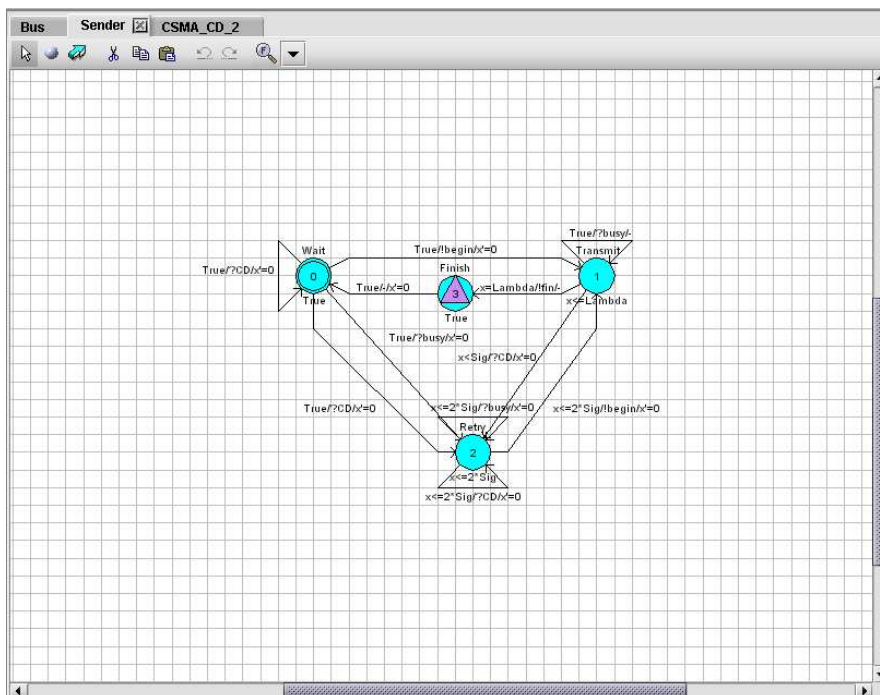 Bus Sender CSMA_CD_2
True/?busy/-
Wait True/!begin/x'=0 Transmit
Finish
True/?CD/x'=0 0 True/-/x'=0 3 x=Lambda/!fin/- 1
True True x<=Lambda
True/?busy/x'=0
x<Sig/?CD/x'=0
True/?CD/x'=0 x<=2*Sig/?busy/x'=0 x<=2*Sig/!begin/x'=0
Retry
2
x<=2*Sig
x<=2*Sig/?CD/x'=0